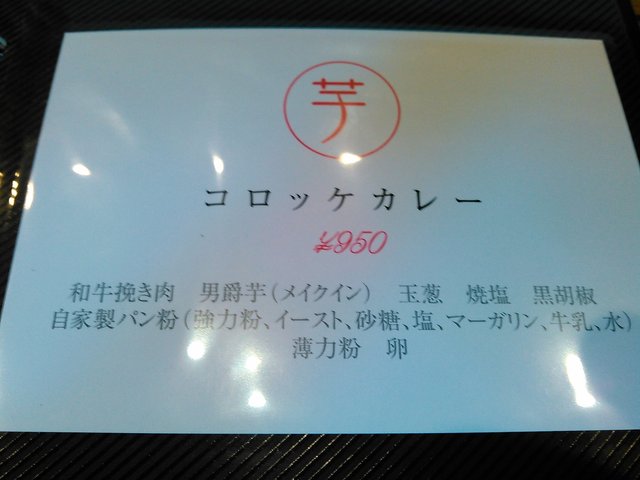 芋
コロッケカレー
¥950
和牛挽き肉　男爵芋(メイクイン)　玉葱　焼塩　黒胡椒
自家製パン粉(強力粉、イースト、砂糖、塩、マーガリン、牛乳、水)
薄力粉　卵